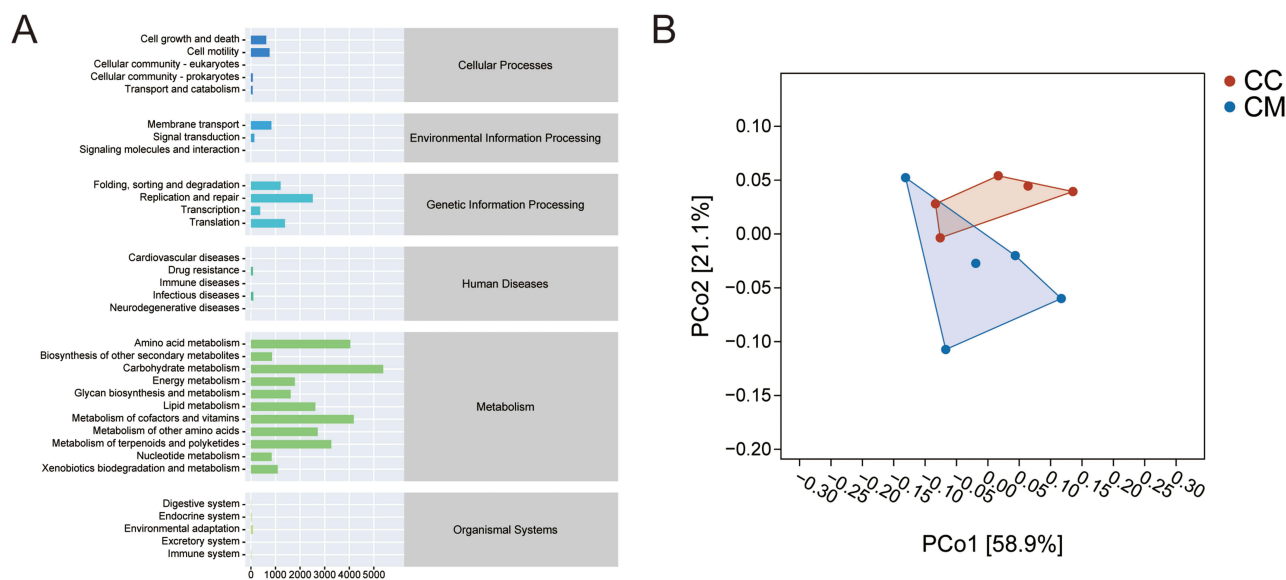 A
Cell growth and death
Cell motility
Cellular community - eukaryotes
Cellular community - prokaryotes
Transport and catabolism
Cellular Processes
Membrane transport
Signal transduction
Signaling molecules and interaction
Environmental Information Processing
Folding, sorting and degradation
Replication and repair
Transcription
Translation
Genetic Information Processing
Cardiovascular diseases
Drug resistance
Immune diseases
Infectious diseases
Neurodegenerative diseases
Human Diseases
Amino acid metabolism
Biosynthesis of other secondary metabolites
Carbohydrate metabolism
Energy metabolism
Glycan biosynthesis and metabolism
Lipid metabolism
Metabolism of cofactors and vitamins
Metabolism of other amino acids
Metabolism of terpenoids and polyketides
Nucleotide metabolism
Xenobiotics biodegradation and metabolism
Metabolism
Digestive system
Endocrine system
Environmental adaptation
Excretory system
Immune system
Organismal Systems
0 1000 2000 3000 4000 5000
B
CC
CM
PCo2 [21.1%]
0.10
0.05
0.00
−0.05
−0.10
−0.15
−0.20
−0.30 −0.25 −0.20 −0.15 −0.10 −0.05 0.00 0.05 0.10 0.15 0.20 0.25 0.30
PCo1 [58.9%]